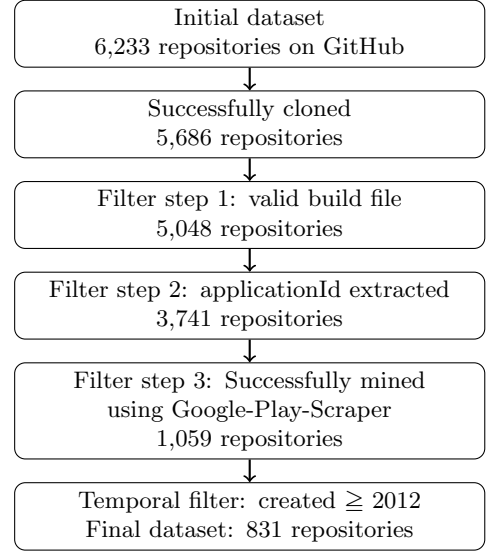 Initial dataset
6,233 repositories on GitHub
Successfully cloned
5,686 repositories
Filter step 1: valid build file
5,048 repositories
Filter step 2: applicationId extracted
3,741 repositories
Filter step 3: Successfully mined
using Google-Play-Scraper
1,059 repositories
Temporal filter: created ≧ 2012
Final dataset: 831 repositories